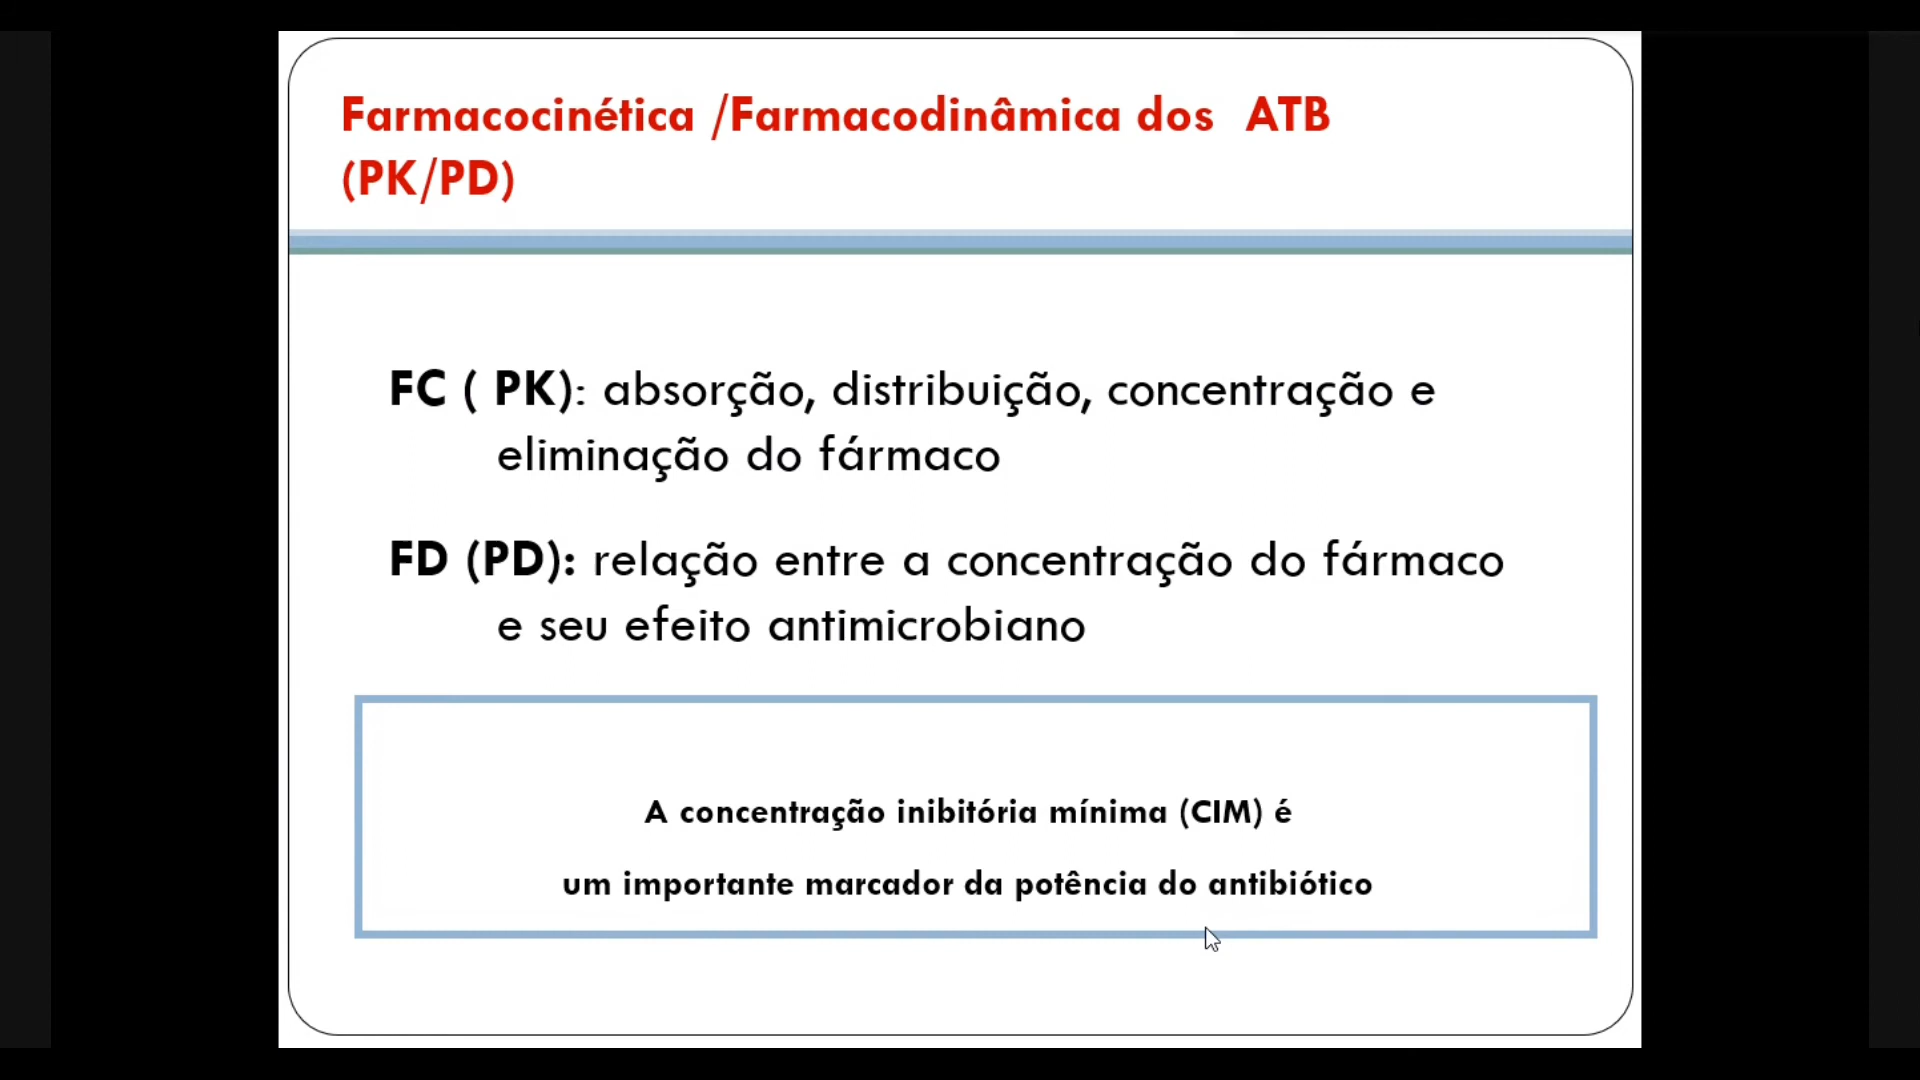 Farmacocinética /Farmacodinâmica dos ATB
(PK/PD)
FC ( PK): absorção, distribuição, concentração e
eliminação do fármaco
FD (PD): relação entre a concentração do fármaco
e seu efeito antimicrobiano
A concentração inibitória mínima (CIM) é
um importante marcador da potência do antibiótico